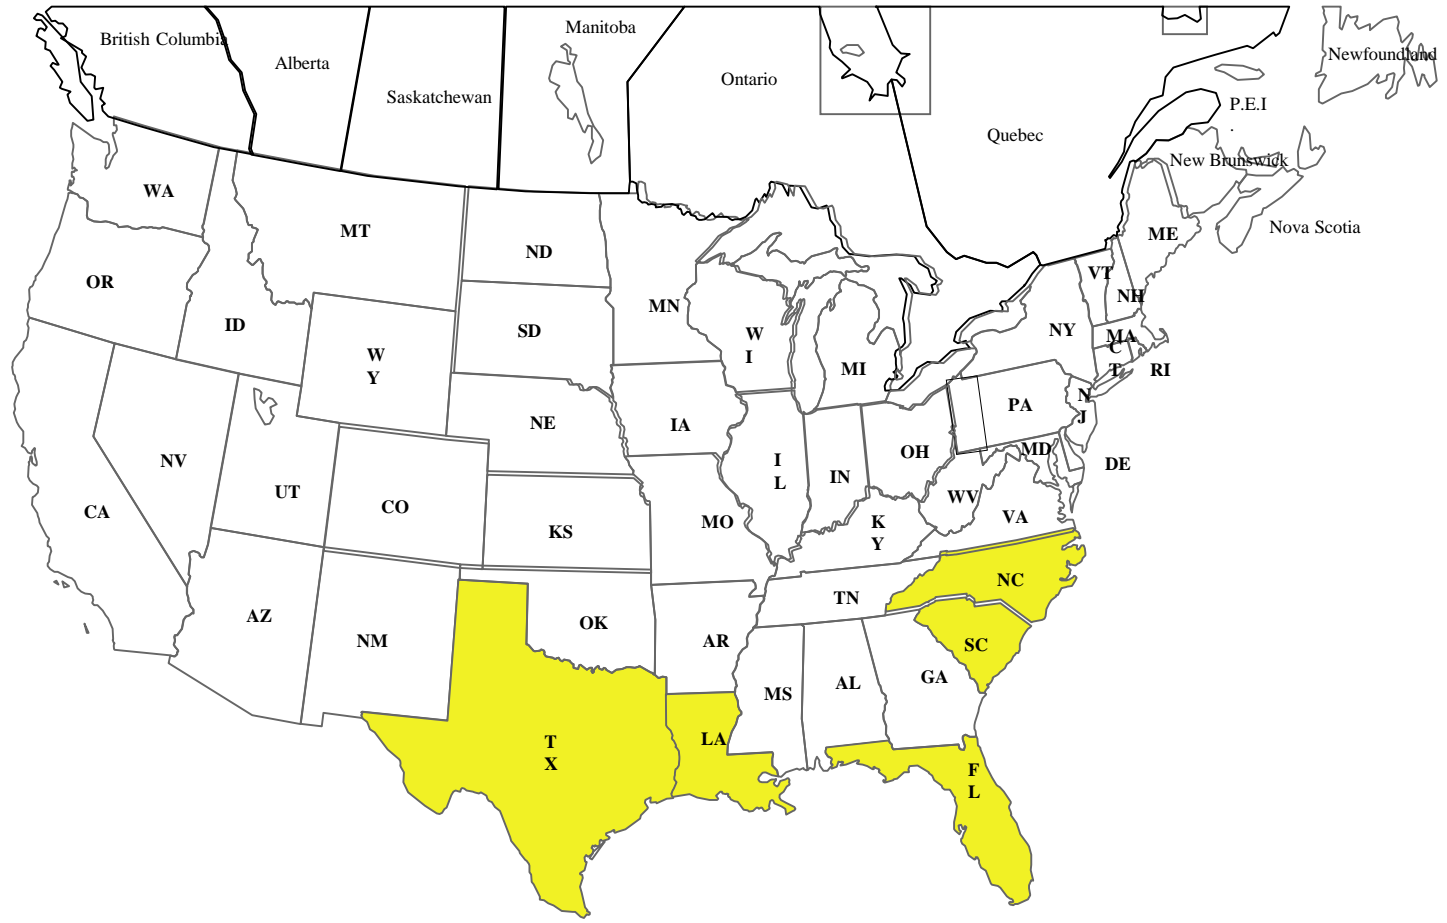 British Columbia
Alberta
Saskatchewan
Manitoba
Ontario
Quebec
Newfoundland
P.E.I
New Brunswick
Nova Scotia
WA
MT
ND
MN
OR
ID
SD
W
Y
W
I
MI
NY
VT
NH
ME
MA
C
T
RI
NV
UT
CO
NE
IA
I
L
IN
OH
PA
N
J
MD
DE
CA
KS
MO
K
Y
WV
VA
AZ
NM
OK
AR
TN
NC
SC
MS
AL
GA
T
X
LA
F
L